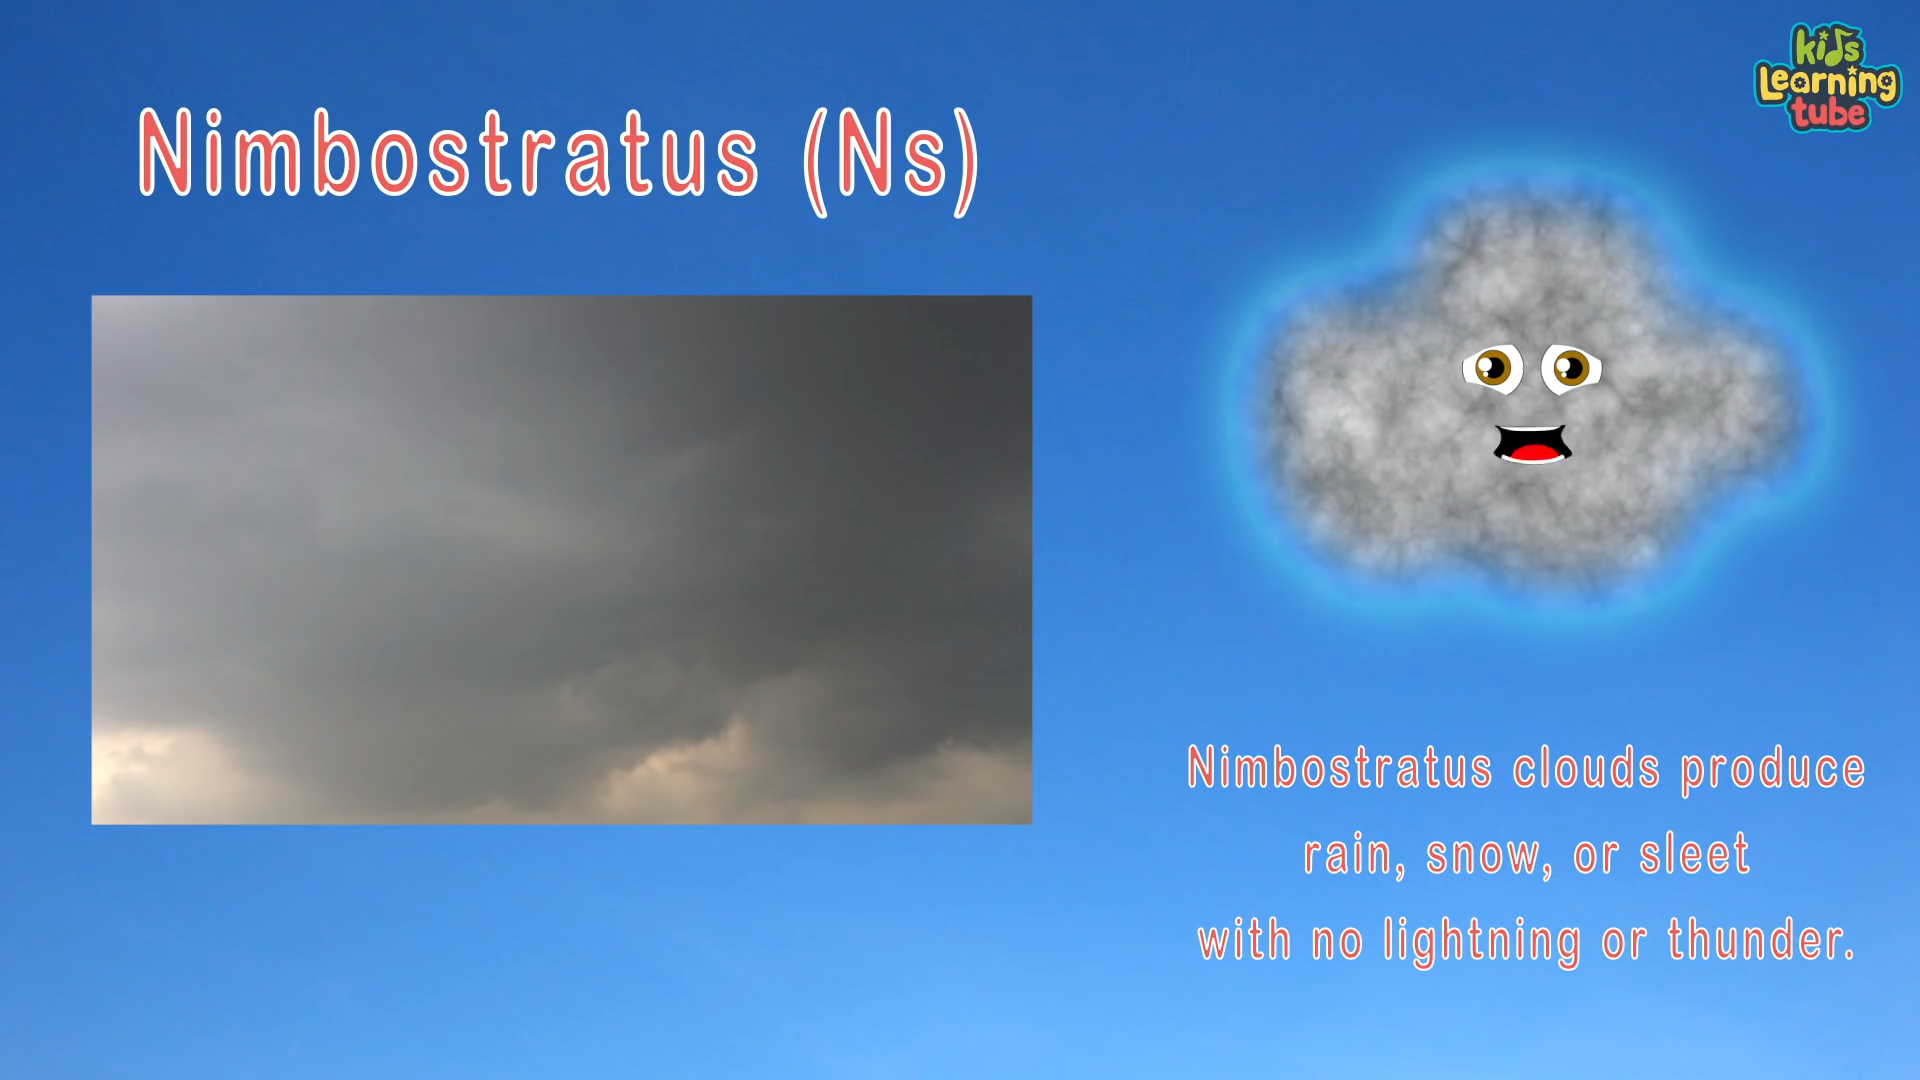 kids
Learning
tube
Nimbostratus (Ns)
Nimbostratus clouds produce
rain, snow, or sleet
with no lightning or thunder.